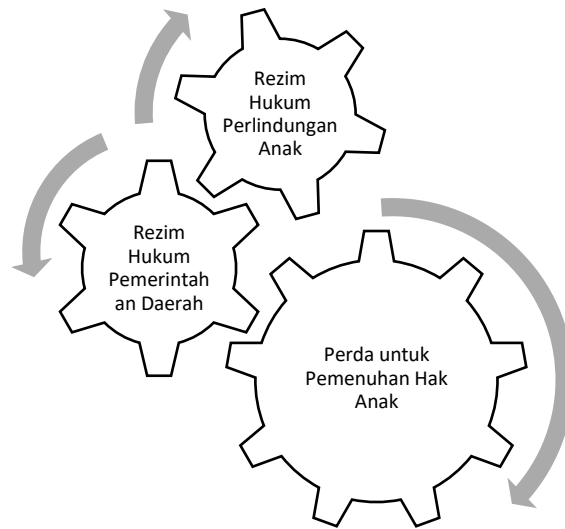 Rezim
Hukum
Perlindungan
Anak
Rezim
Hukum
Pemerintah
an Daerah
Perda untuk
Pemenuhan Hak
Anak